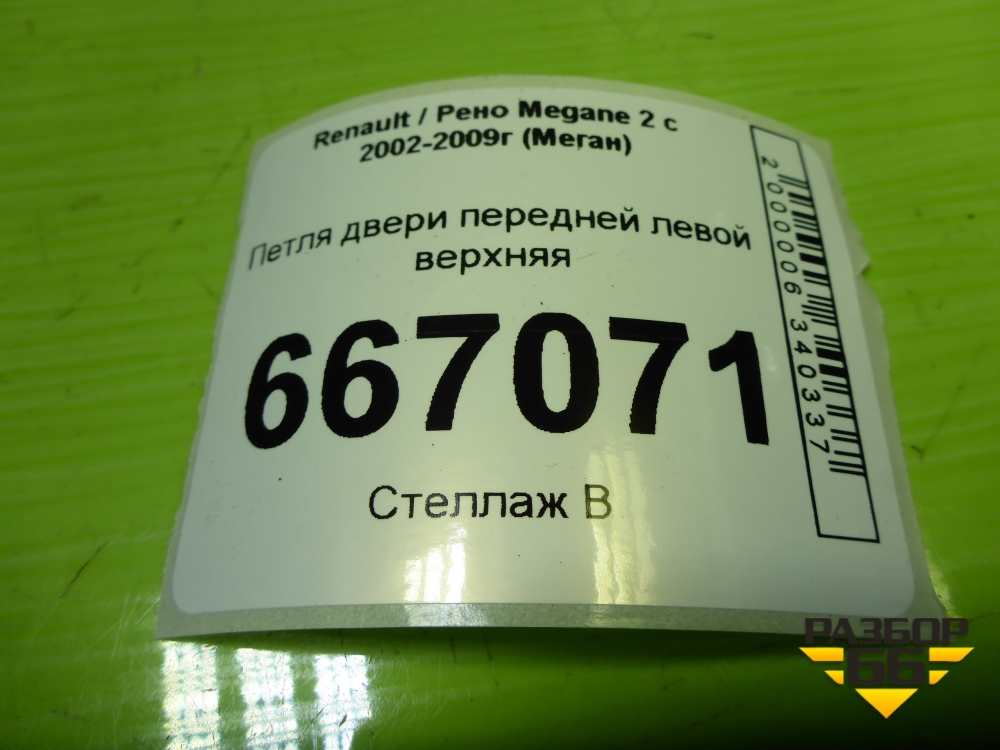 Renault / Рено Megane 2 с
2002-2009г (Меган)
Петля двери передней левой
верхняя
667071
Стеллаж В
2000006340337
РАЗБОР
66